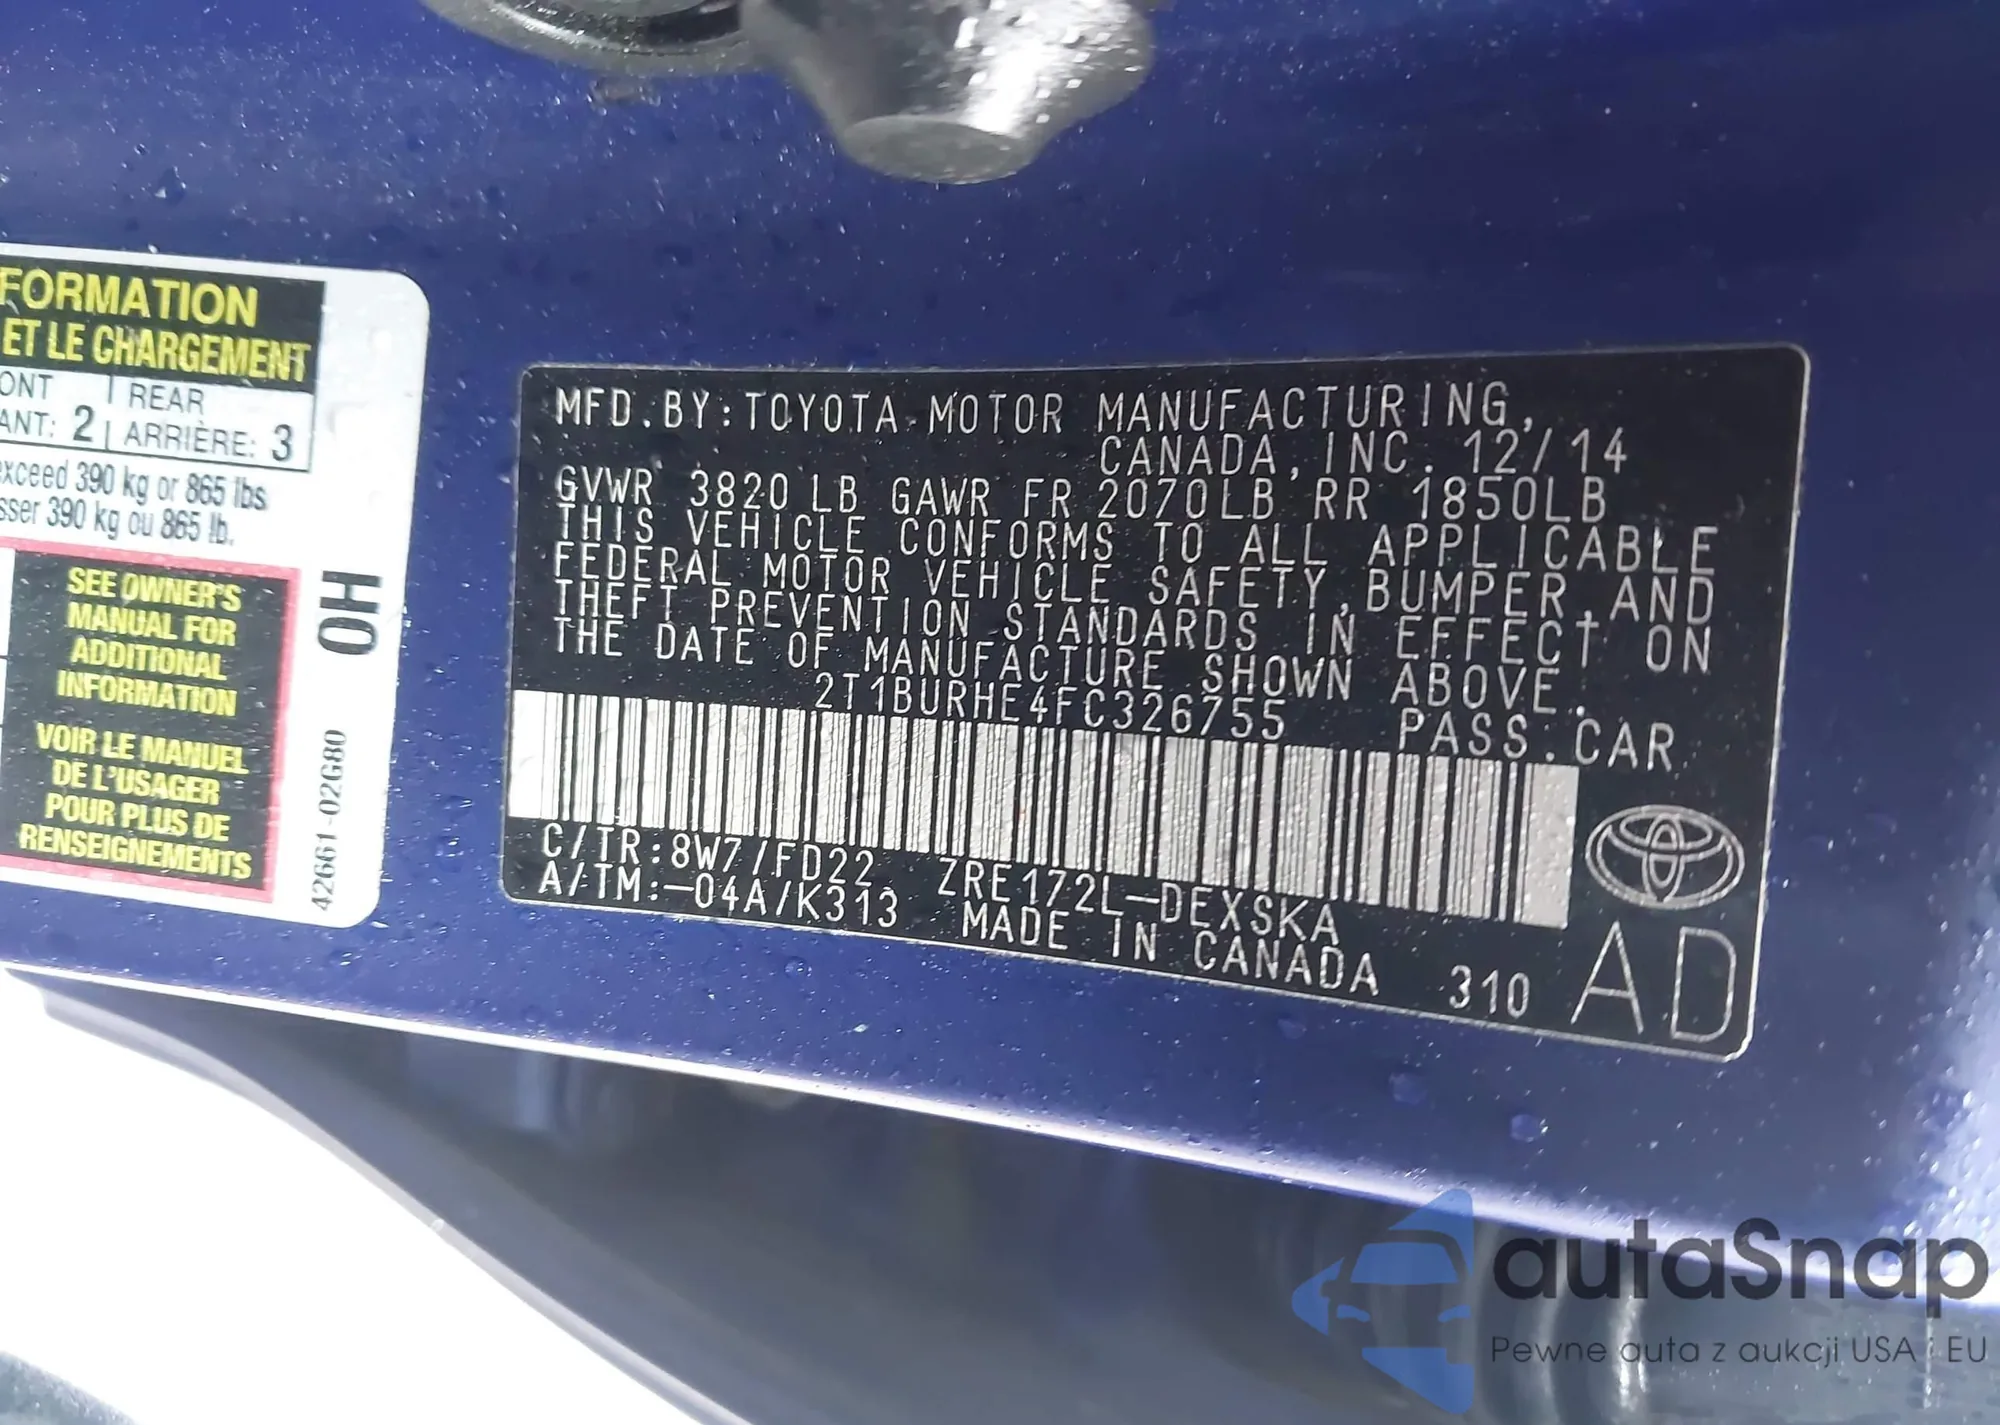 FORMATION
ET LE CHARGEMENT
ONT | REAR
ANT: 2 | ARRIÈRE: 3
xceed 390 kg or 865 lbs
sser 390 kg ou 865 lb.
SEE OWNER'S
MANUAL FOR
ADDITIONAL
INFORMATION
VOIR LE MANUEL
DE L'USAGER
POUR PLUS DE
RENSEIGNEMENTS
0H
42661-02G80
MFD.BY:TOYOTA MOTOR MANUFACTURING,
CANADA,INC. 12/14
GVWR 3820 LB GAWR FR 2070LB RR 1850LB
THIS VEHICLE CONFORMS TO ALL APPLICABLE
FEDERAL MOTOR VEHICLE SAFETY,BUMPER,AND
THEFT PREVENTION STANDARDS IN EFFECT ON
THE DATE OF MANUFACTURE SHOWN ABOVE.
2T1BURHE4FC326755 PASS.CAR
C/TR:8W7/FD22 ZRE172L-DEXSKA
A/TM:-04A/K313 MADE IN CANADA 310
AD
autaSnap
Pewne auta z aukcji USA i EU